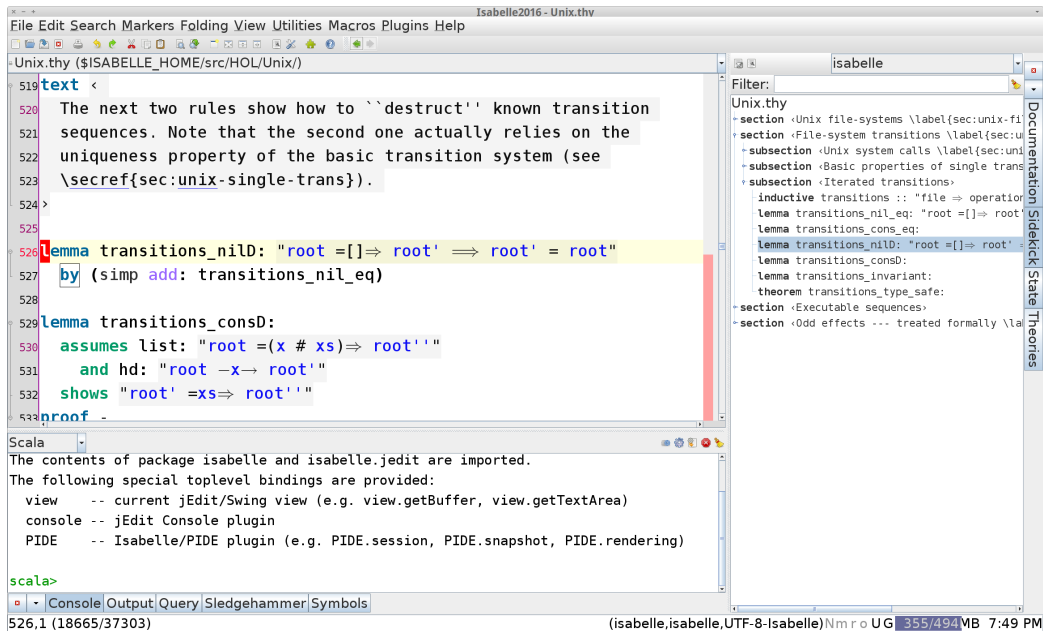 Isabelle2016 - Unix.thy
File Edit Search Markers Folding View Utilities Macros Plugins Help
Unix.thy ($ISABELLE_HOME/src/HOL/Unix/)
519 text ‹
520 The next two rules show how to ``destruct'' known transition
521 sequences. Note that the second one actually relies on the
522 uniqueness property of the basic transition system (see
523 \secref{sec:unix-single-trans}).
524 ›
525
526 lemma transitions_nilD: "root =[]⇒ root' ⟹ root' = root"
527 by (simp add: transitions_nil_eq)
528
529 lemma transitions_consD:
530 assumes list: "root =(x # xs)⇒ root''"
531 and hd: "root —x→ root'"
532 shows "root' =xs⇒ root''"
533 proof -
Scala
The contents of package isabelle and isabelle.jedit are imported.
The following special toplevel bindings are provided:
view    -- current jEdit/Swing view (e.g. view.getBuffer, view.getTextArea)
console -- jEdit Console plugin
PIDE    -- Isabelle/PIDE plugin (e.g. PIDE.session, PIDE.snapshot, PIDE.rendering)
scala>
Console Output Query Sledgehammer Symbols
isabelle
Filter:
Unix.thy
section ‹Unix file-systems \label{sec:unix-fi
section ‹File-system transitions \label{sec:u
subsection ‹Unix system calls \label{sec:uni
subsection ‹Basic properties of single trans
subsection ‹Iterated transitions›
inductive transitions :: "file ⇒ operation
lemma transitions_nil_eq: "root =[]⇒ root'
lemma transitions_cons_eq:
lemma transitions_nilD: "root =[]⇒ root' =
lemma transitions_consD:
lemma transitions_invariant:
theorem transitions_type_safe:
section ‹Executable sequences›
section ‹Odd effects --- treated formally \la
Documentation
Sidekick
State
Theories
526,1 (18665/37303)
(isabelle,isabelle,UTF-8-Isabelle)N m r o U G 355/494MB 7:49 PM